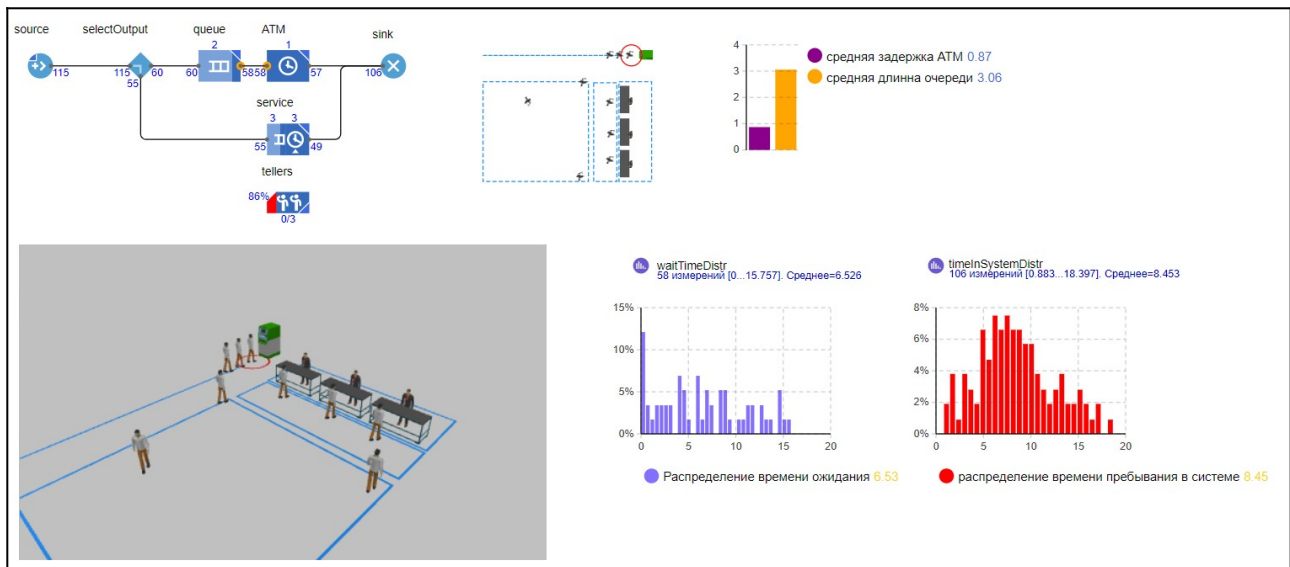 source
selectOutput
queue
ATM
sink
2
1
115
115
60
60
58
58
57
106
55
service
3
3
55
49
tellers
86%
0/3
4
3
2
1
0
средняя задержка ATM 0.87
средняя длинна очереди 3.06
waitTimeDistr
58 измерений [0...15.757]. Среднее=6.526
15%
10%
5%
0%
0
5
10
15
20
Распределение времени ожидания 6.53
timeInSystemDistr
106 измерений [0.883...18.397]. Среднее=8.453
8%
6%
4%
2%
0%
0
5
10
15
20
распределение времени пребывания в системе 8.45